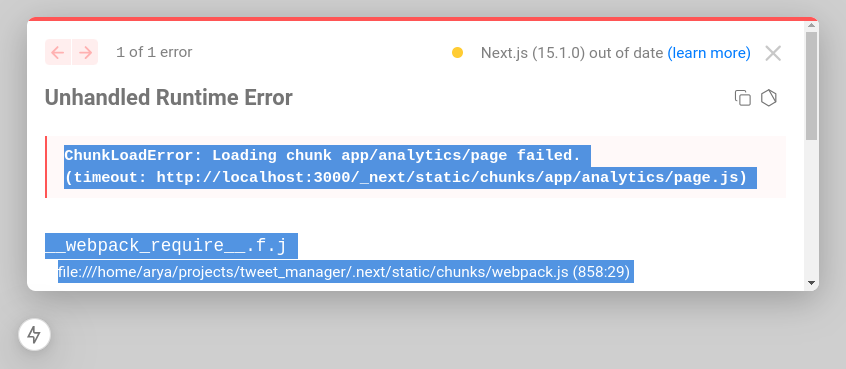 1 of 1 error
Next.js (15.1.0) out of date (learn more)
Unhandled Runtime Error
ChunkLoadError: Loading chunk app/analytics/page failed.
(timeout: http://localhost:3000/_next/static/chunks/app/analytics/page.js)
__webpack_require__.f.j
file:///home/arya/projects/tweet_manager/.next/static/chunks/webpack.js (858:29)